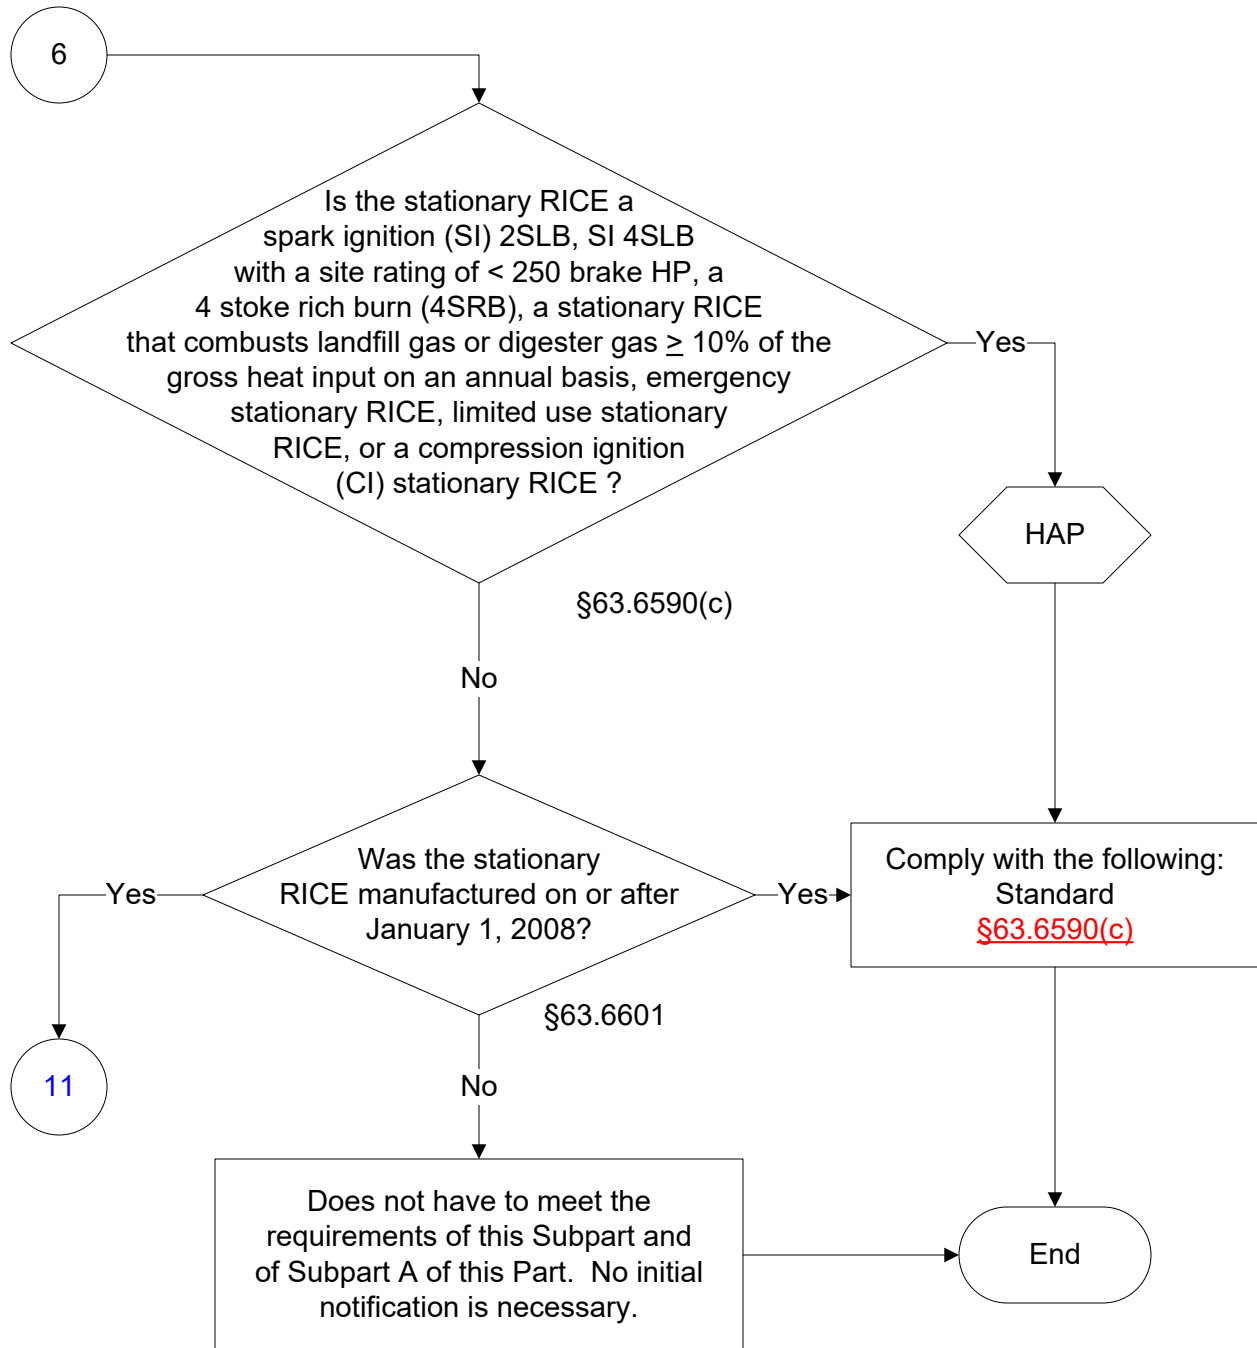 6
Is the stationary RICE a
spark ignition (SI) 2SLB, SI 4SLB
with a site rating of < 250 brake HP, a
4 stoke rich burn (4SRB), a stationary RICE
that combusts landfill gas or digester gas ≥ 10% of the
gross heat input on an annual basis, emergency
stationary RICE, limited use stationary
RICE, or a compression ignition
(CI) stationary RICE ?
Yes
HAP
§63.6590(c)
No
Was the stationary
RICE manufactured on or after
January 1, 2008?
Yes
Yes
Comply with the following:
Standard
§63.6590(c)
§63.6601
11
No
Does not have to meet the
requirements of this Subpart and
of Subpart A of this Part.  No initial
notification is necessary.
End